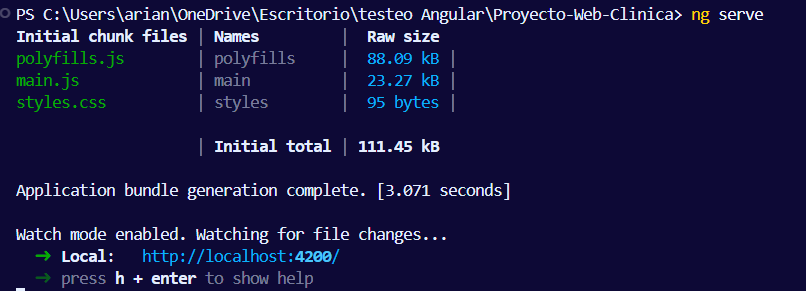 PS C:\Users\arian\OneDrive\Escritorio\testeo Angular\Proyecto-Web-Clinica> ng serve
Initial chunk files | Names | Raw size
polyfills.js | polyfills | 88.09 kB |
main.js | main | 23.27 kB |
styles.css | styles | 95 bytes |
| Initial total | 111.45 kB
Application bundle generation complete. [3.071 seconds]
Watch mode enabled. Watching for file changes...
➜ Local: http://localhost:4200/
➜ press h + enter to show help